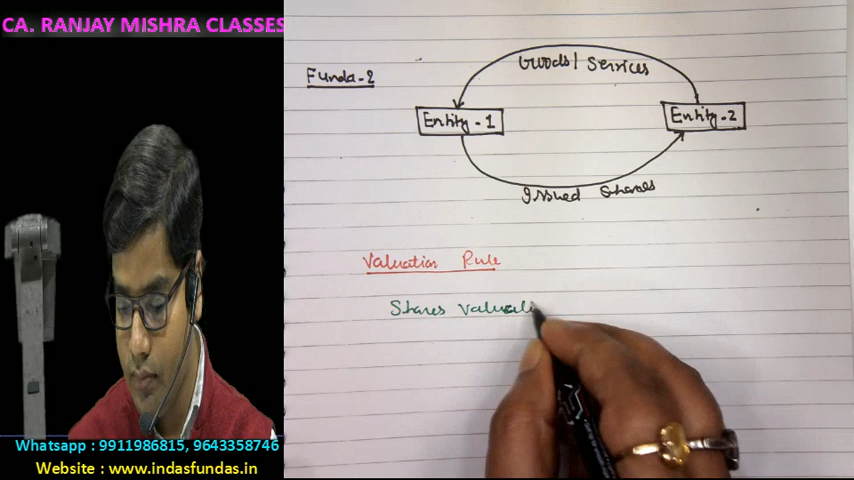 CA. RANJAY MISHRA CLASSES
Funda-2
Goods/ Services
Entity-1
Entity-2
Issued Shares
Valuation Rule
Shares Valuati
Whatsapp : 9911986815, 9643358746
Website : www.indasfundas.in